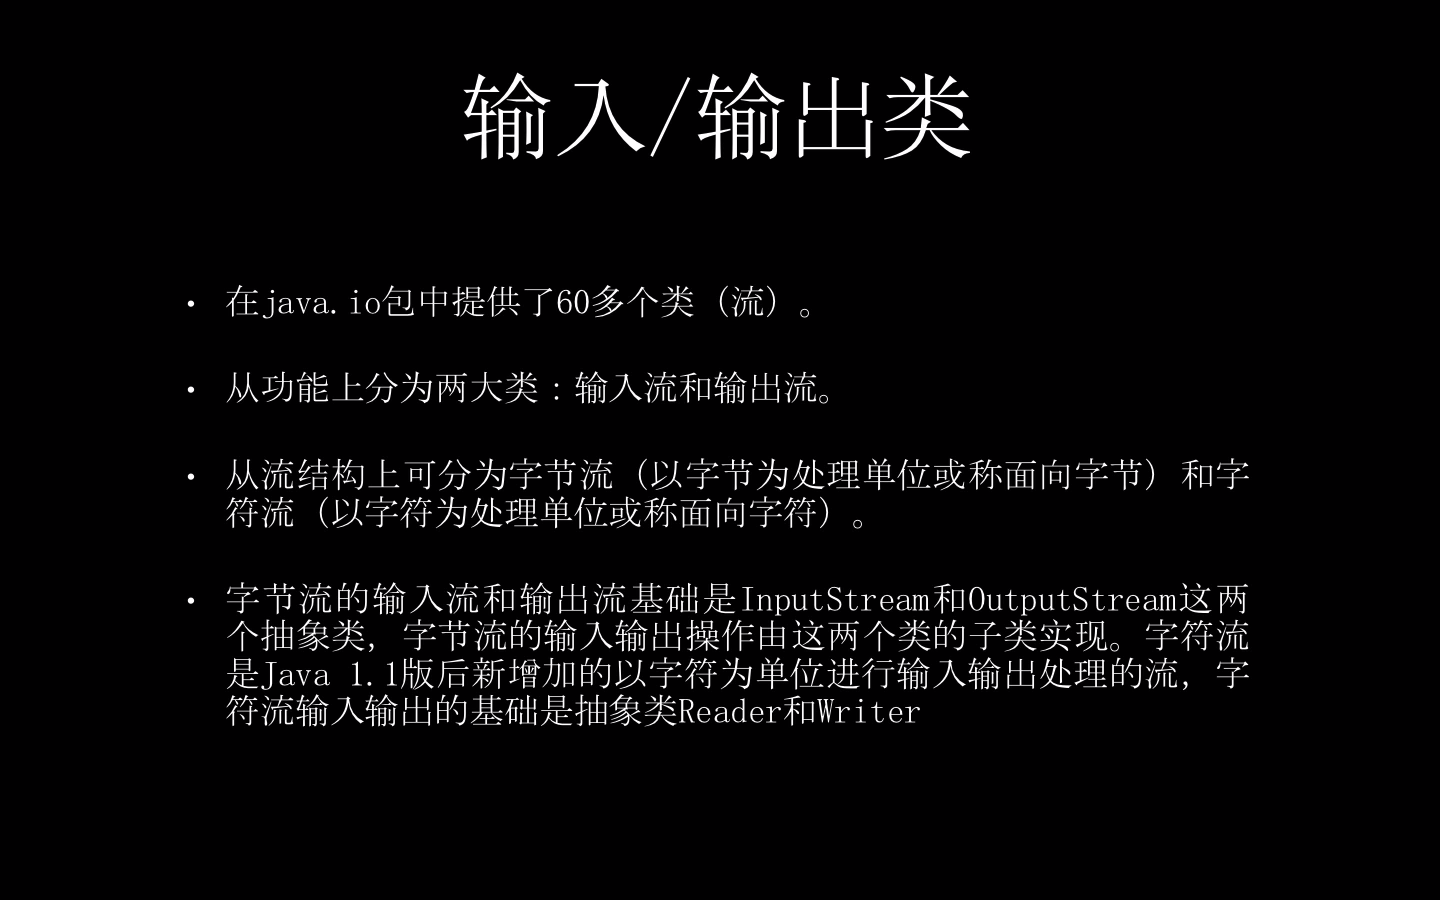 输入/输出类
• 在java.io包中提供了60多个类（流）。
• 从功能上分为两大类：输入流和输出流。
• 从流结构上可分为字节流（以字节为处理单位或称面向字节）和字
符流（以字符为处理单位或称面向字符）。
• 字节流的输入流和输出流基础是InputStream和OutputStream这两
个抽象类，字节流的输入输出操作由这两个类的子类实现。字符流
是Java 1.1版后新增加的以字符为单位进行输入输出处理的流，字
符流输入输出的基础是抽象类Reader和Writer